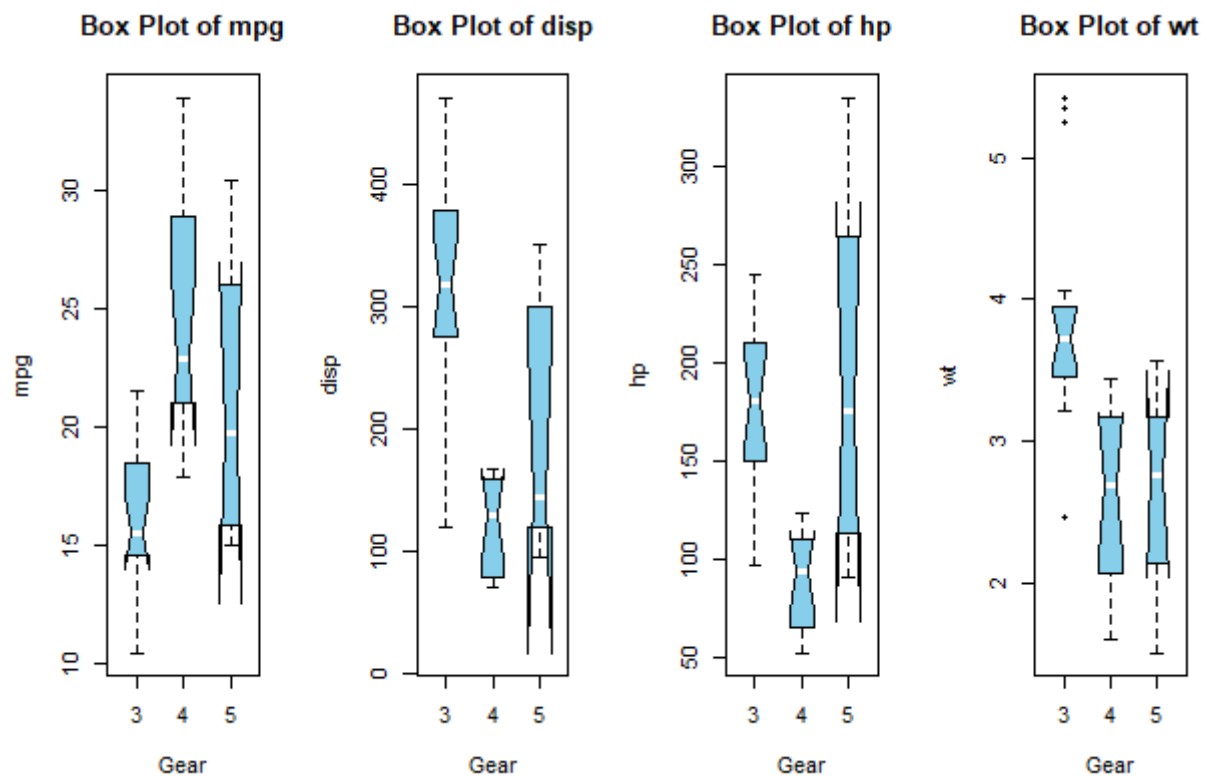 Box Plot of mpg
mpg
30
25
20
15
10
3 4 5
Gear
Box Plot of disp
disp
400
300
200
100
0
3 4 5
Gear
Box Plot of hp
hp
300
250
200
150
100
50
3 4 5
Gear
Box Plot of wt
wt
5
4
3
2
3 4 5
Gear